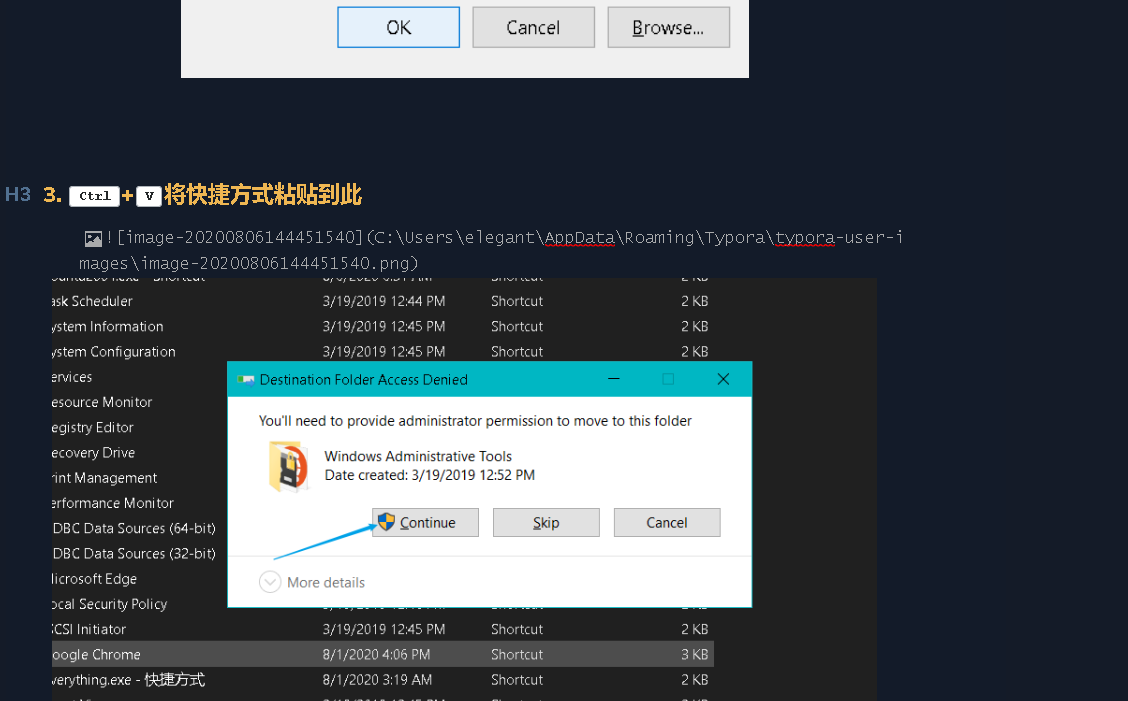 OK Cancel Browse...
H3 3. Ctrl + V 将快捷方式粘贴到此
![image-20200806144451540](C:\Users\elegant\AppData\Roaming\Typora\typora-user-i
mages\image-20200806144451540.png)
Shortcut 2 KB
ask Scheduler 3/19/2019 12:44 PM Shortcut 2 KB
ystem Information 3/19/2019 12:45 PM Shortcut 2 KB
ystem Configuration 3/19/2019 12:45 PM Shortcut 2 KB
ervices
esource Monitor
egistry Editor
ecovery Drive
rint Management
erformance Monitor
DBC Data Sources (64-bit)
DBC Data Sources (32-bit)
licrosoft Edge
ocal Security Policy
Destination Folder Access Denied
You'll need to provide administrator permission to move to this folder
Windows Administrative Tools
Date created: 3/19/2019 12:52 PM
Continue Skip Cancel
More details
SCSI Initiator 3/19/2019 12:45 PM Shortcut 2 KB
oogle Chrome 8/1/2020 4:06 PM Shortcut 3 KB
verything.exe - 快捷方式 8/1/2020 3:19 AM Shortcut 2 KB